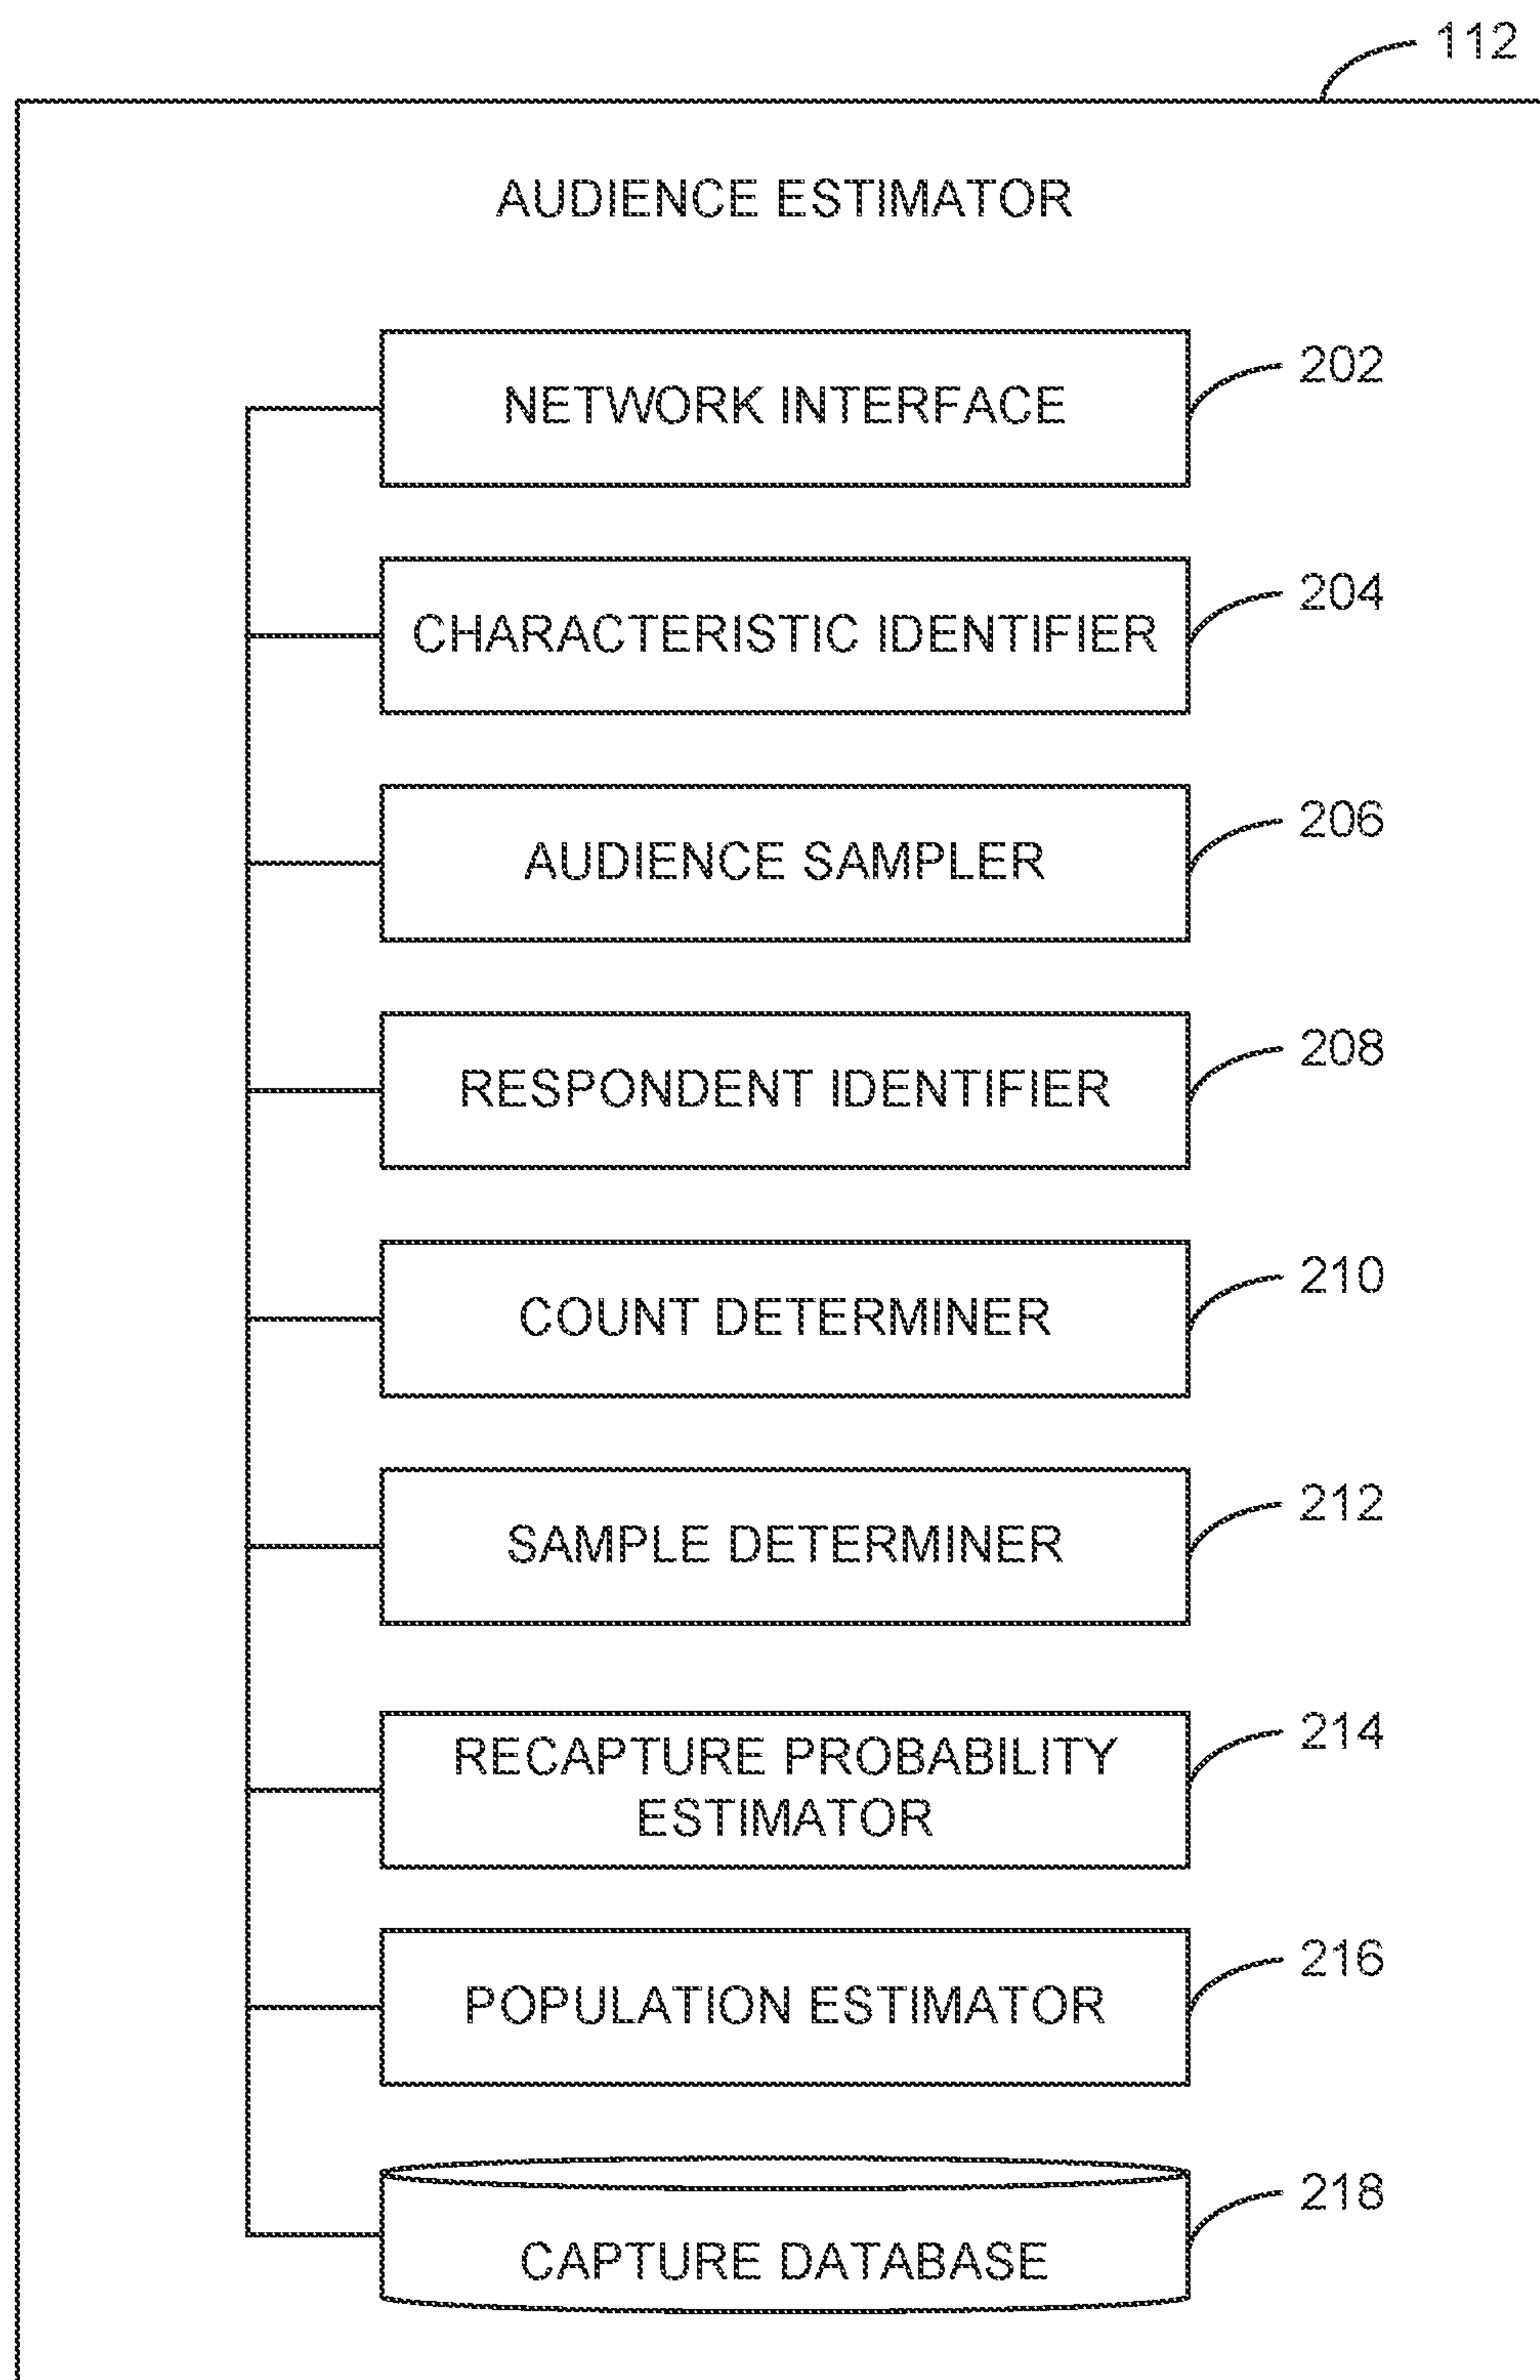 112
AUDIENCE ESTIMATOR
NETWORK INTERFACE
202
CHARACTERISTIC IDENTIFIER
204
AUDIENCE SAMPLER
206
RESPONDENT IDENTIFIER
208
COUNT DETERMINER
210
SAMPLE DETERMINER
212
RECAPTURE PROBABILITY
ESTIMATOR
214
POPULATION ESTIMATOR
216
CAPTURE DATABASE
218